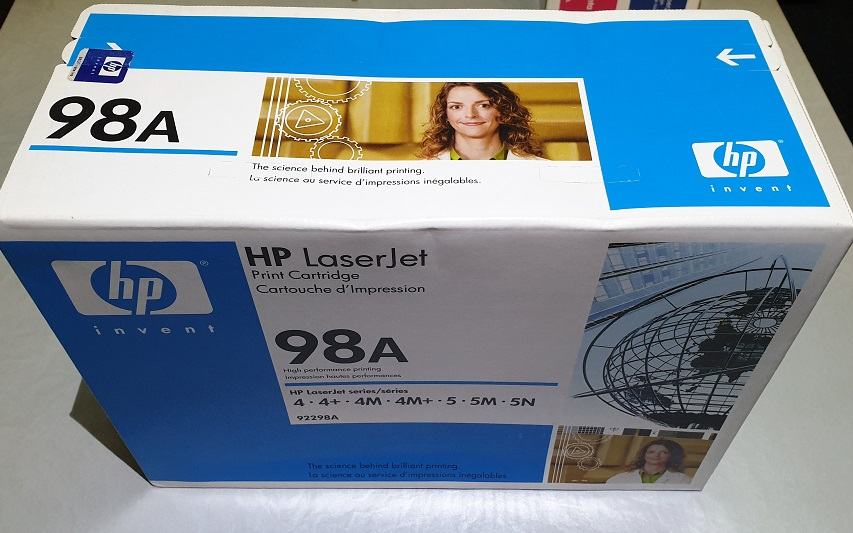 98A
The science behind brilliant printing.
La science au service d'impressions inégalables.
hp
invent
hp
invent
HP LaserJet
Print Cartridge
Cartouche d'Impression
98A
High performance printing
Impression hautes performances
HP LaserJet series/séries
4 · 4+ · 4M · 4M+ · 5 · 5M · 5N
92298A
The science behind brilliant printing.
La science au service d'impressions inégalables